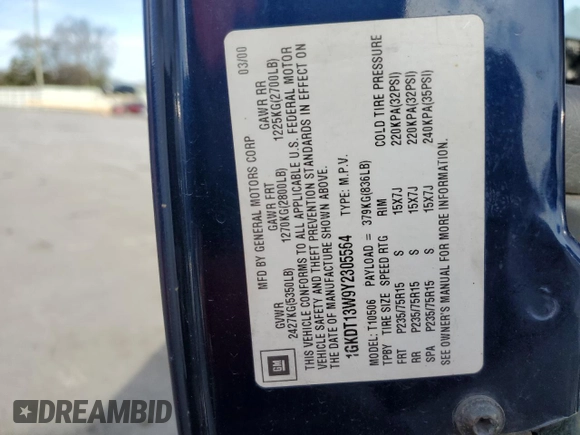 MFD BY GENERAL MOTORS CORP 03/00
GVWR GAWR FRT GAWR RR
2427KG(5350LB) 1270KG(2800LB) 1225KG(2700LB)
THIS VEHICLE CONFORMS TO ALL APPLICABLE U.S. FEDERAL MOTOR
VEHICLE SAFETY AND THEFT PREVENTION STANDARDS IN EFFECT ON
THE DATE OF MANUFACTURE SHOWN ABOVE.
1GKDT13W9Y2305564 TYPE: M.P.V.
MODEL: T10506 PAYLOAD = 379KG(836LB)
TPBY TIRE SIZE SPEED RTG RIM COLD TIRE PRESSURE
FRT P235/75R15 S 15X7J 220KPA(32PSI)
RR P235/75R15 S 15X7J 220KPA(32PSI)
SPA P235/75R15 S 15X7J 240KPA(35PSI)
SEE OWNER'S MANUAL FOR MORE INFORMATION.
GM
DREAMBID